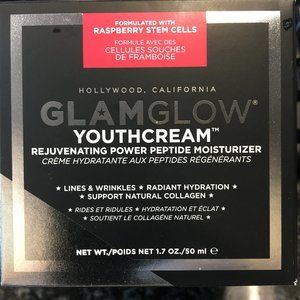 FORMULATED WITH
RASPBERRY STEM CELLS
FORMULE AVEC DES
CELLULES SOUCHES
DE FRAMBOISE
HOLLYWOOD, CALIFORNIA
GLAMGLOW®
YOUTHCREAM™
REJUVENATING POWER PEPTIDE MOISTURIZER
CRÈME HYDRATANTE AUX PEPTIDES RÉGÉNÉRANTS
★ LINES & WRINKLES ★ RADIANT HYDRATION ★
★ SUPPORT NATURAL COLLAGEN ★
★ RIDES ET RIDULES ★ HYDRATATION ET ÉCLAT ★
★ SOUTIENT LE COLLAGÈNE NATUREL ★
NET WT./POIDS NET 1.7 OZ./50 ml ℮